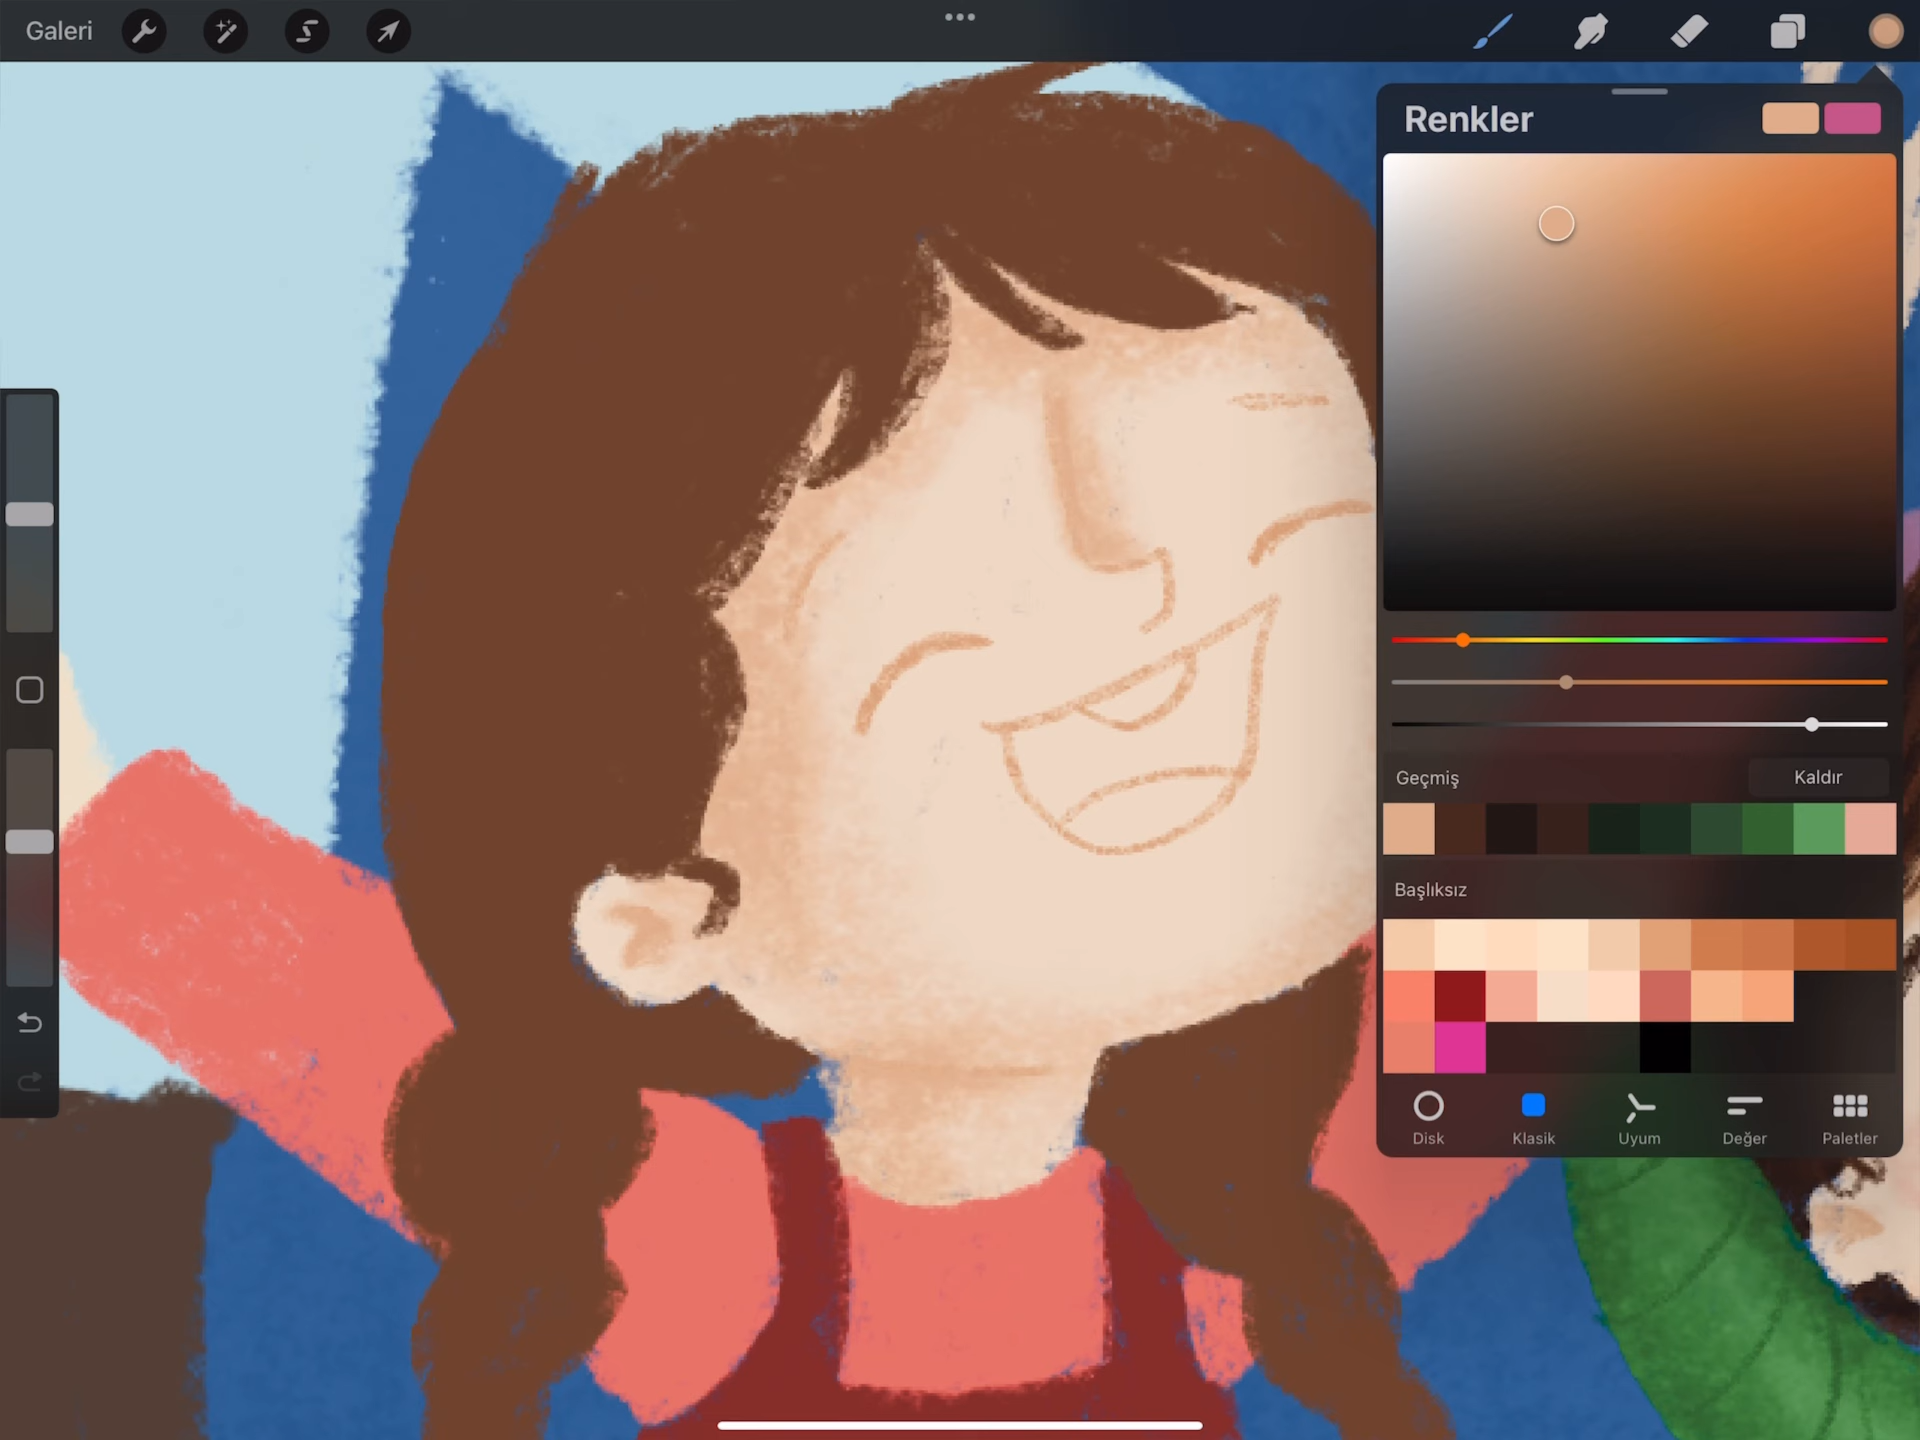 Galeri
Renkler
Geçmiş
Kaldır
Başlıksız
Disk
Klasik
Uyum
Değer
Paletler